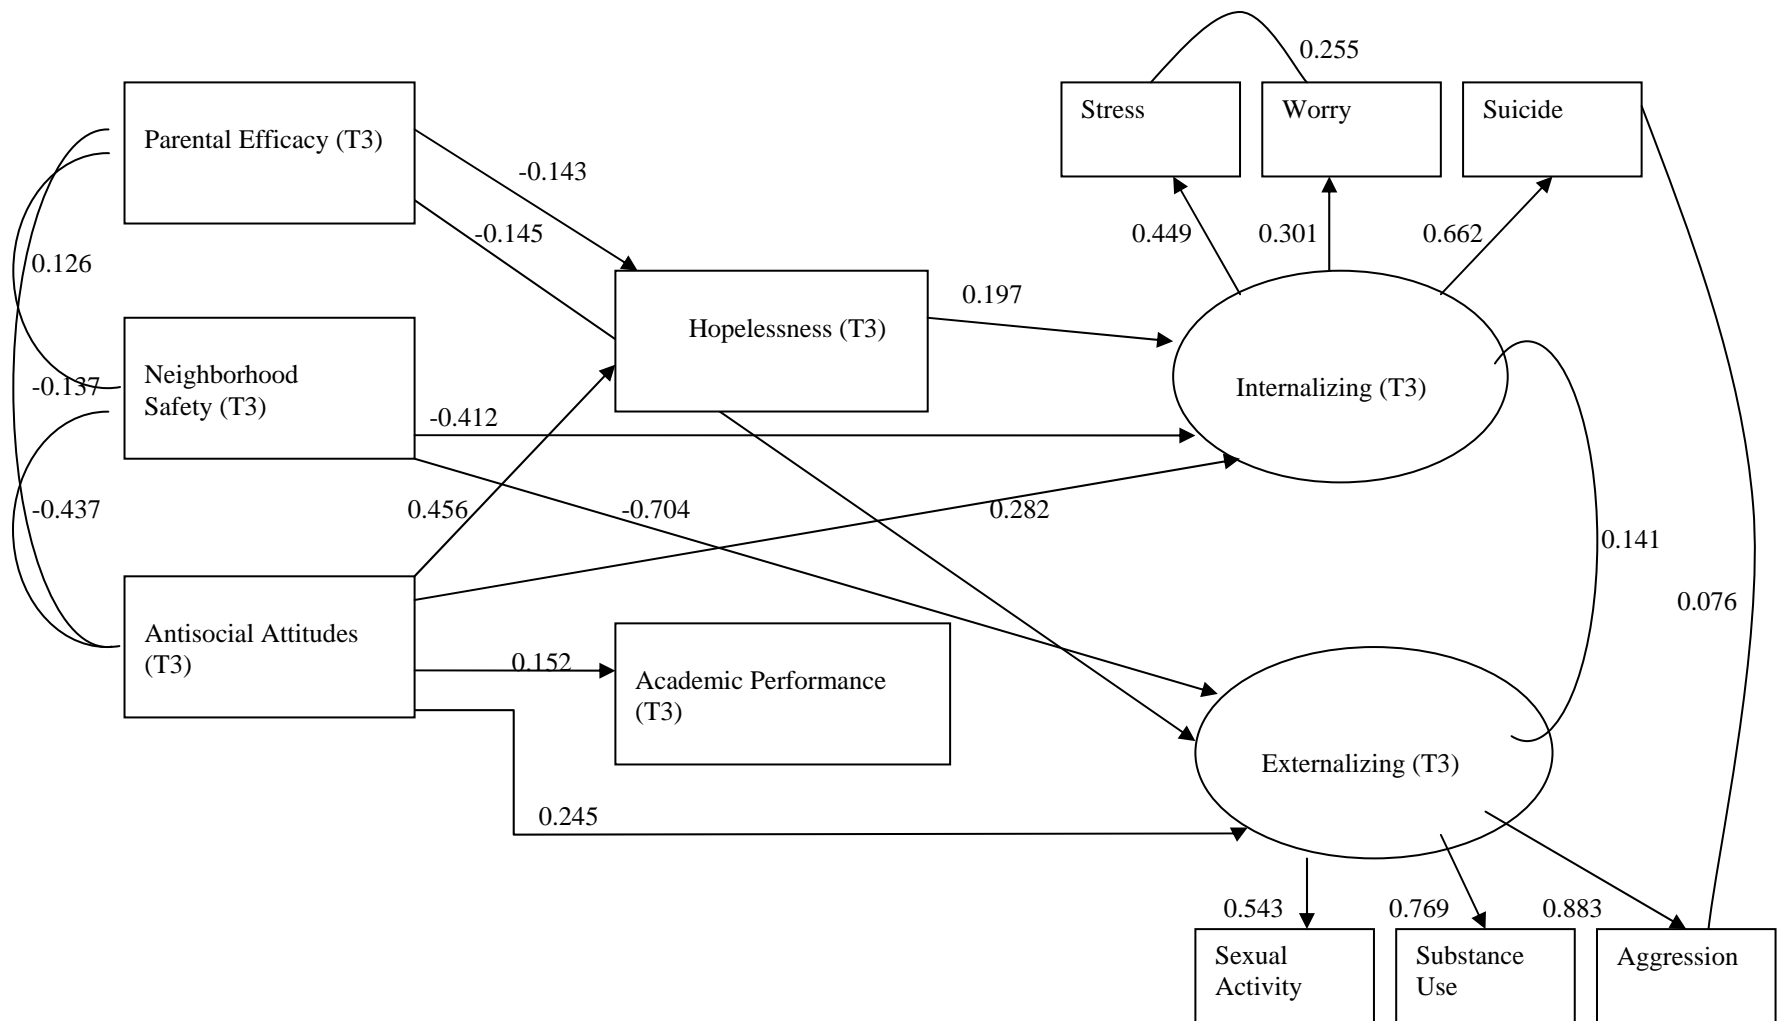 0.255
Stress
Worry
Suicide
Parental Efficacy (T3)
-0.143
-0.145
0.449
0.301
0.662
0.126
0.197
Hopelessness (T3)
Neighborhood
Safety (T3)
-0.137
Internalizing (T3)
-0.412
-0.437
0.456
-0.704
0.282
0.141
0.076
Antisocial Attitudes
(T3)
0.152
Academic Performance
(T3)
Externalizing (T3)
0.245
0.543
0.769
0.883
Sexual
Activity
Substance
Use
Aggression